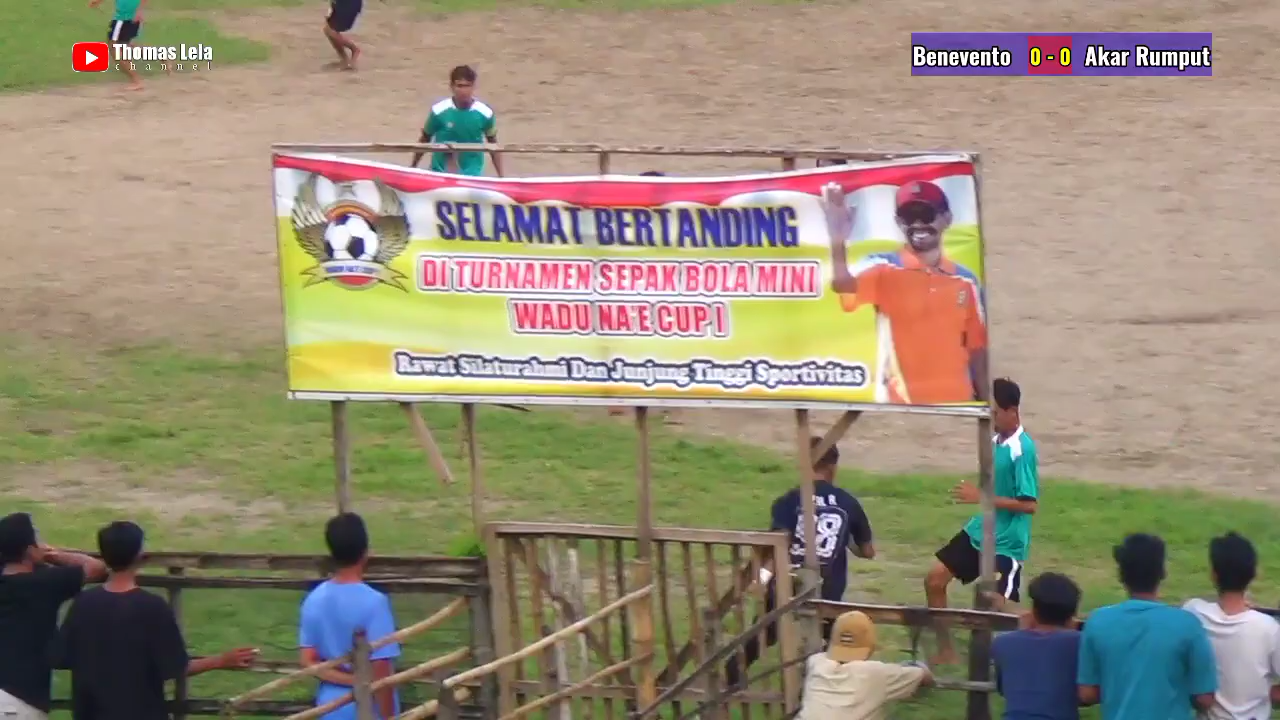 Thomas Lela
channel
Benevento 0 - 0 Akar Rumput
SELAMAT BERTANDING
DI TURNAMEN SEPAK BOLA MINI
WADU NA'E CUP I
Rawat Silaturahmi Dan Junjung Tinggi Sportivitas